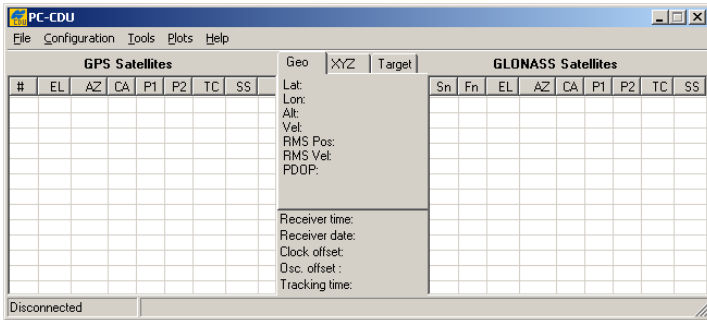 PC-CDU
File Configuration Tools Plots Help
GPS Satellites
# EL AZ CA P1 P2 TC SS
Geo XYZ Target
Lat:
Lon:
Alt:
Vel:
RMS Pos:
RMS Vel:
PDOP:
Receiver time:
Receiver date:
Clock offset:
Osc. offset :
Tracking time:
GLONASS Satellites
Sn Fn EL AZ CA P1 P2 TC SS
Disconnected